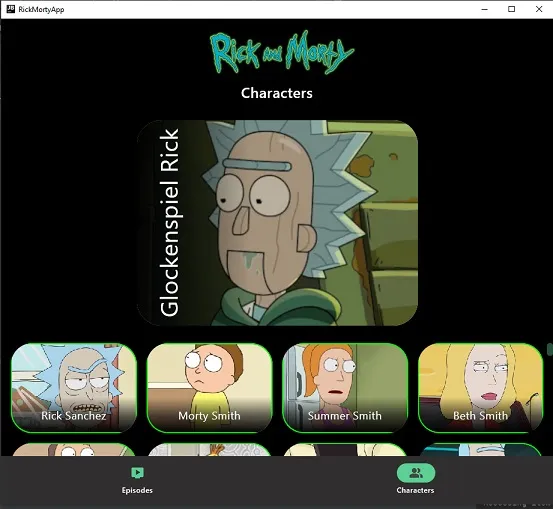 RickMortyApp
Rick and Morty
Characters
Glockenspiel Rick
Rick Sanchez
Morty Smith
Summer Smith
Beth Smith
Episodes
Characters